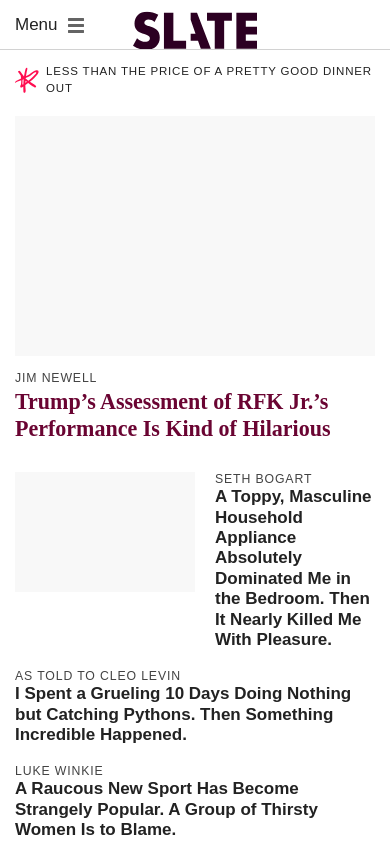 Menu
SLATE
LESS THAN THE PRICE OF A PRETTY GOOD DINNER
OUT
JIM NEWELL
Trump’s Assessment of RFK Jr.’s
Performance Is Kind of Hilarious
SETH BOGART
A Toppy, Masculine
Household
Appliance
Absolutely
Dominated Me in
the Bedroom. Then
It Nearly Killed Me
With Pleasure.
AS TOLD TO CLEO LEVIN
I Spent a Grueling 10 Days Doing Nothing
but Catching Pythons. Then Something
Incredible Happened.
LUKE WINKIE
A Raucous New Sport Has Become
Strangely Popular. A Group of Thirsty
Women Is to Blame.